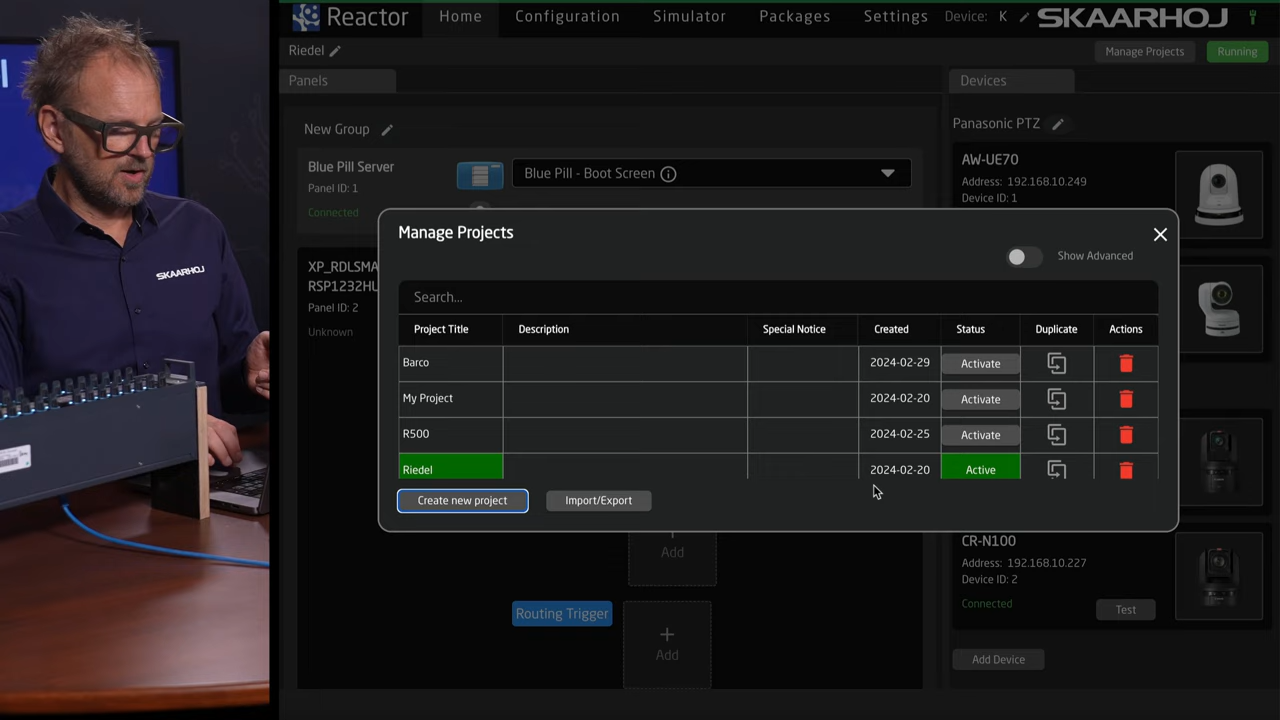 Reactor
Home
Configuration
Simulator
Packages
Settings
Device: K
SKAARHOJ
Riedel
Manage Projects
Running
Panels
Devices
New Group
Panasonic PTZ
Blue Pill Server
Panel ID: 1
Connected
Blue Pill - Boot Screen
AW-UE70
Address: 192.168.10.249
Device ID: 1
Manage Projects
Show Advanced
Search...
Project Title Description Special Notice Created Status Duplicate Actions
Barco 2024-02-29 Activate
My Project 2024-02-20 Activate
R500 2024-02-25 Activate
Riedel 2024-02-20 Active
Create new project
Import/Export
XP_RDLSMA
RSP1232HU
Panel ID: 2
Unknown
Add
Routing Trigger
Add
CR-N100
Address: 192.168.10.227
Device ID: 2
Connected
Test
Add Device
SKAARHOJ